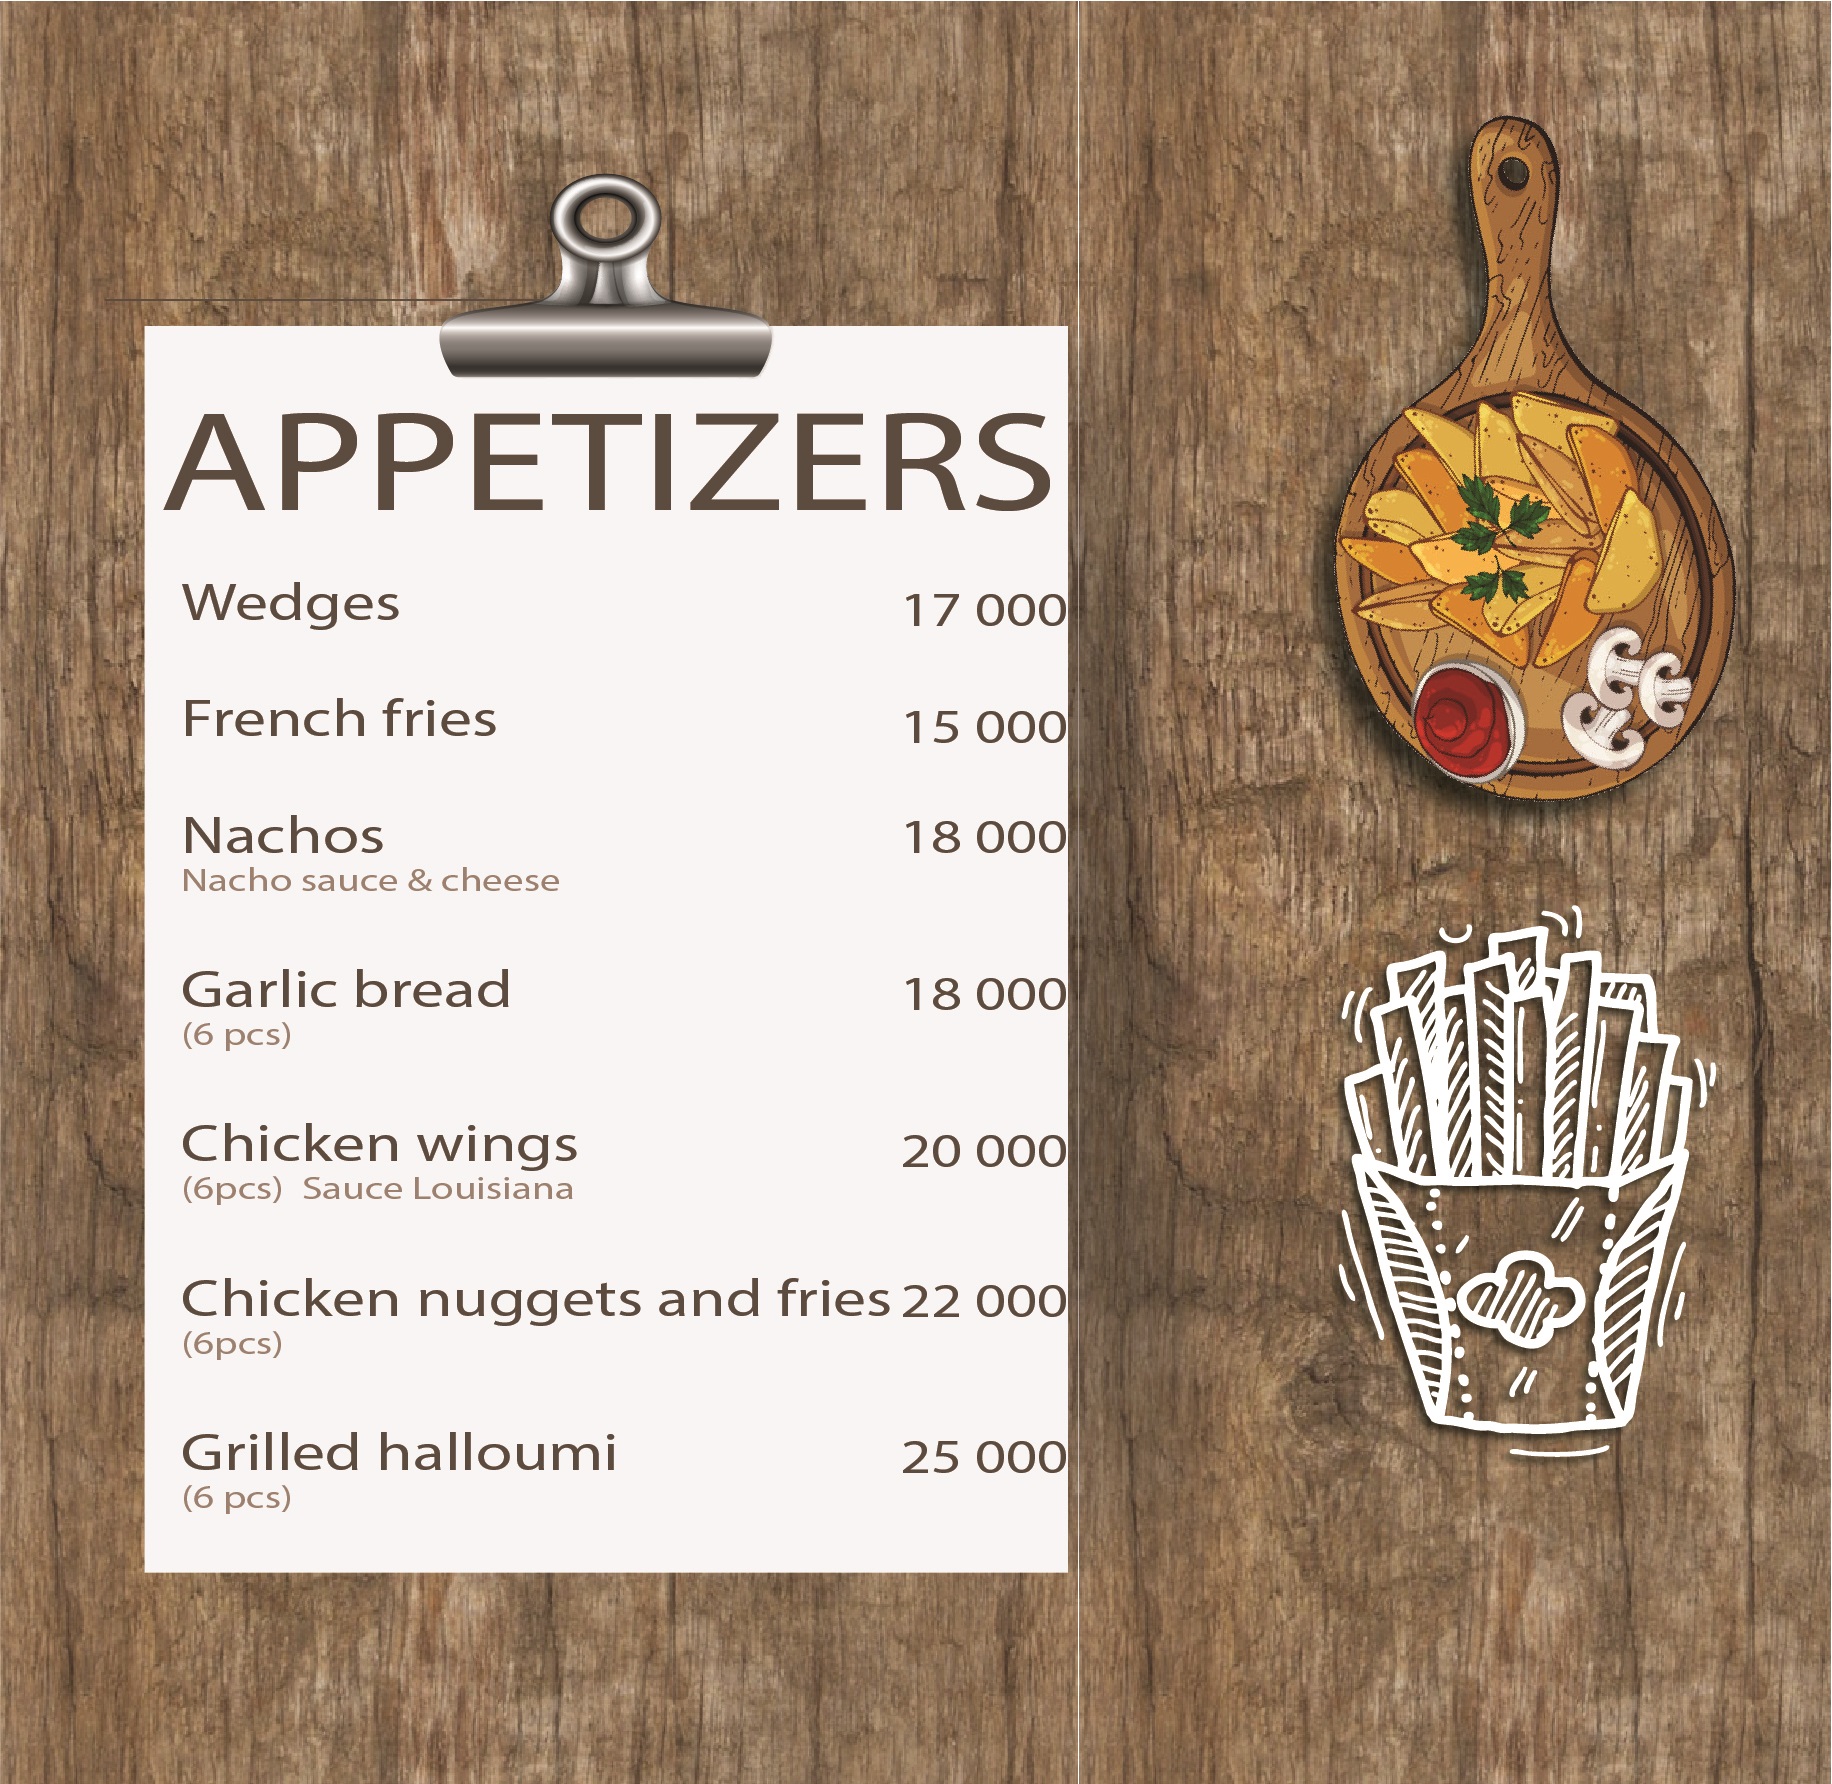 APPETIZERS
Wedges 17 000
French fries 15 000
Nachos 18 000
Nacho sauce & cheese
Garlic bread 18 000
(6 pcs)
Chicken wings 20 000
(6pcs) Sauce Louisiana
Chicken nuggets and fries 22 000
(6pcs)
Grilled halloumi 25 000
(6 pcs)